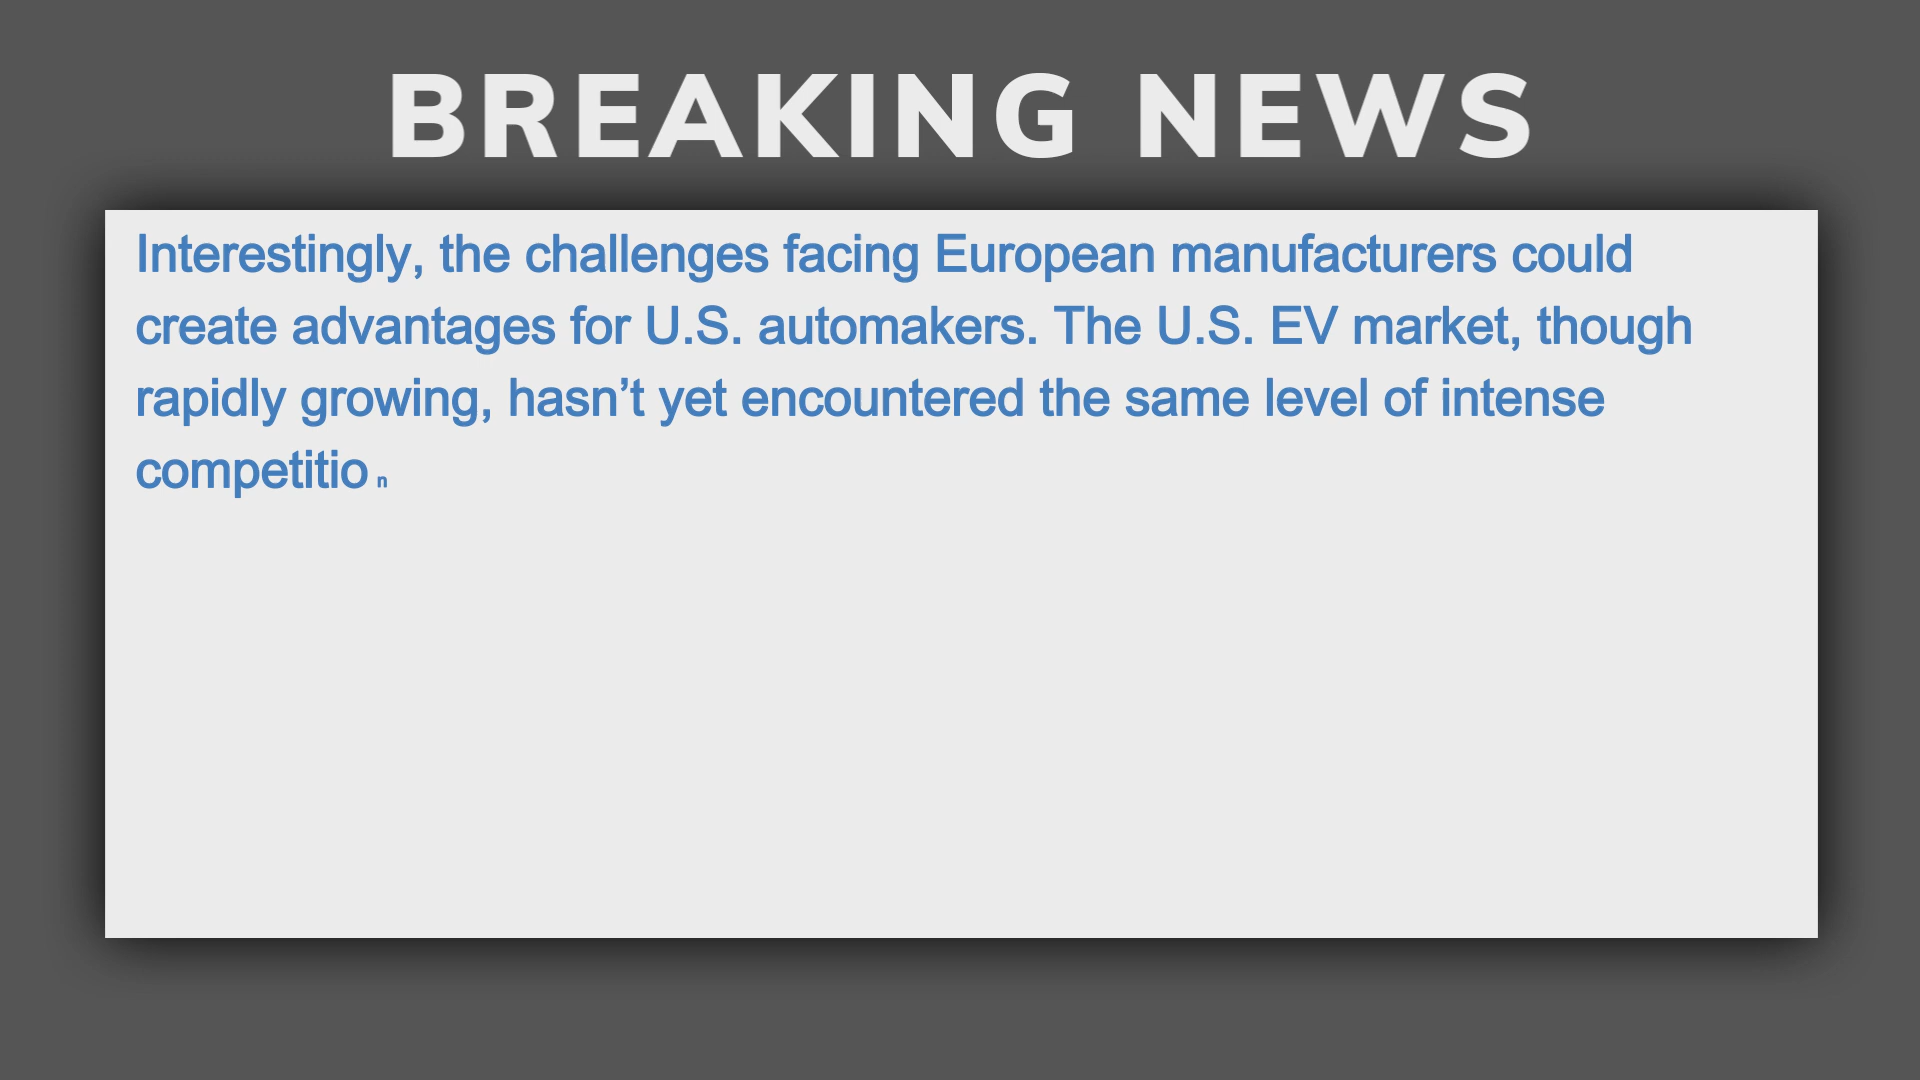 BREAKING NEWS
Interestingly, the challenges facing European manufacturers could
create advantages for U.S. automakers. The U.S. EV market, though
rapidly growing, hasn’t yet encountered the same level of intense
competition